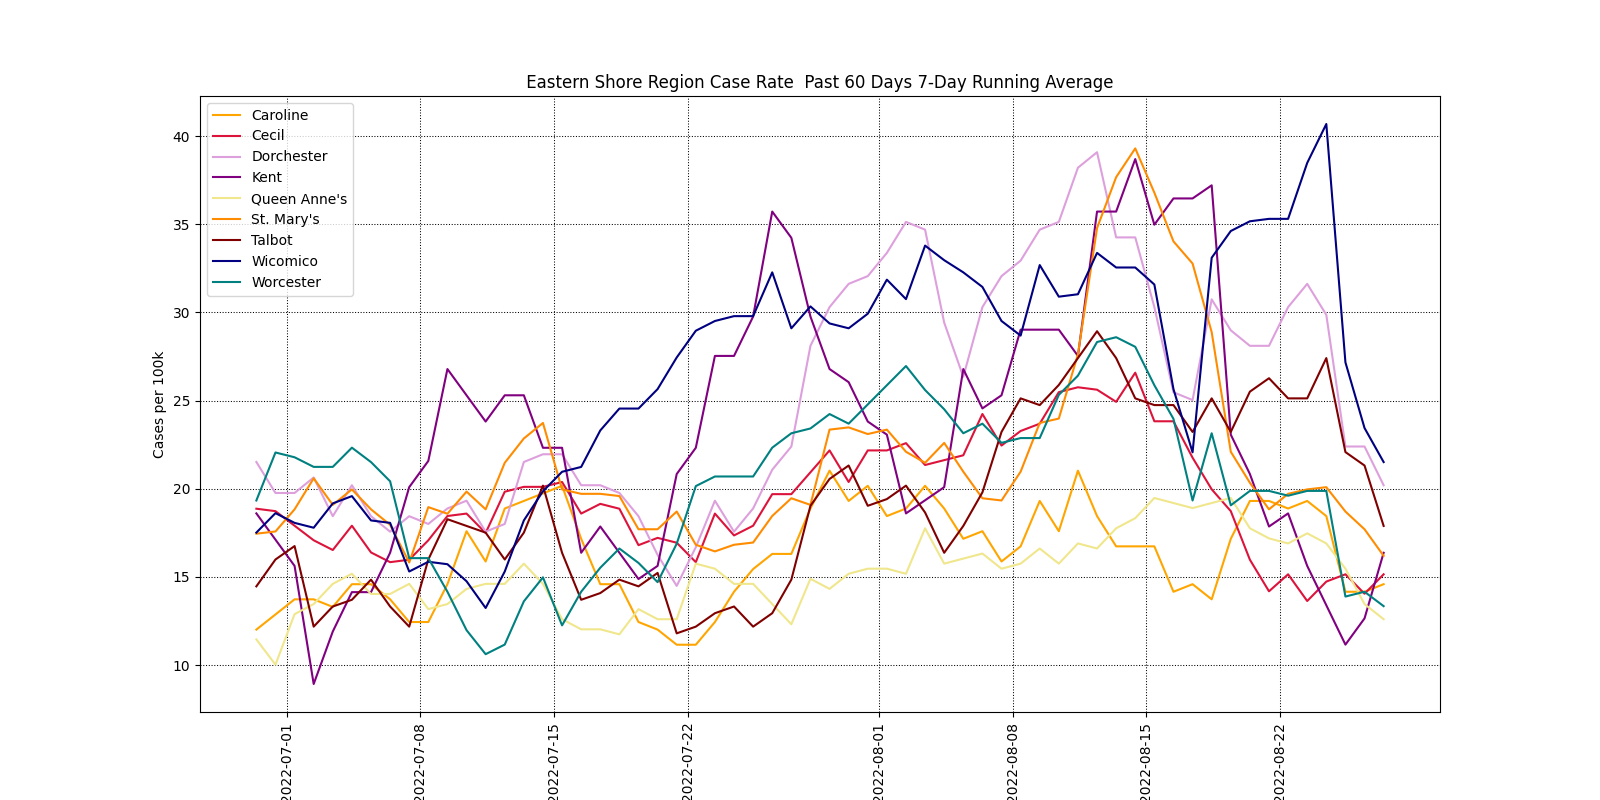 Eastern Shore Region Case Rate  Past 60 Days 7-Day Running Average
Caroline
Cecil
Dorchester
Kent
Queen Anne's
St. Mary's
Talbot
Wicomico
Worcester
Cases per 100k
40
35
30
25
20
15
10
2022-07-01
2022-07-08
2022-07-15
2022-07-22
2022-08-01
2022-08-08
2022-08-15
2022-08-22